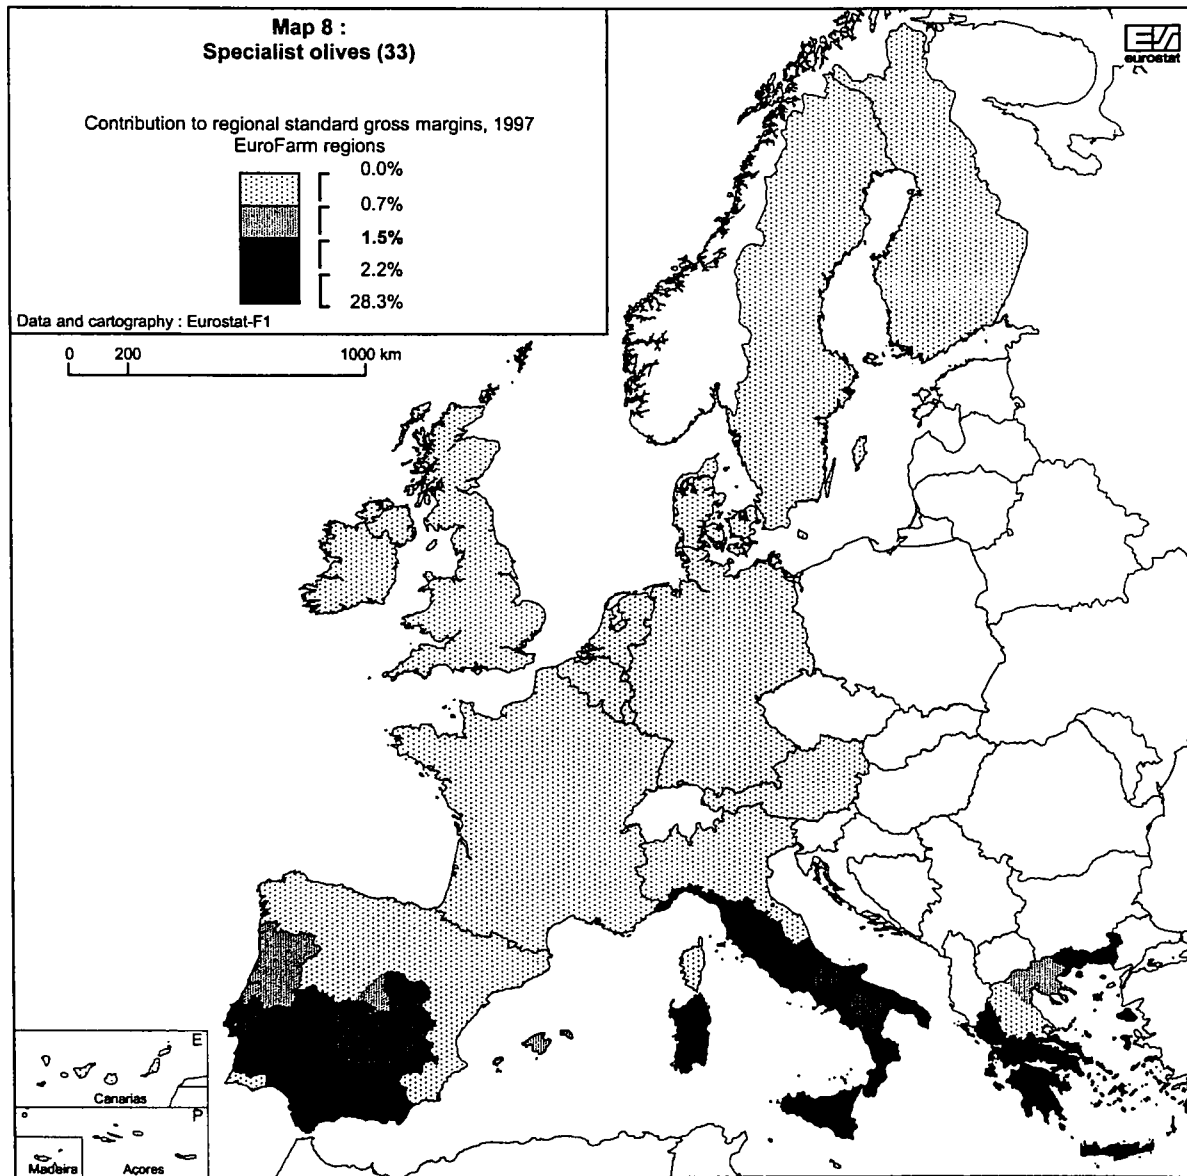 Map 8 :
Specialist olives (33)
Contribution to regional standard gross margins, 1997
EuroFarm regions
0.0%
0.7%
1.5%
2.2%
28.3%
Data and cartography : Eurostat-F1
0 200 1000 km
eurostat
E
Canarias
P
Madeira Açores